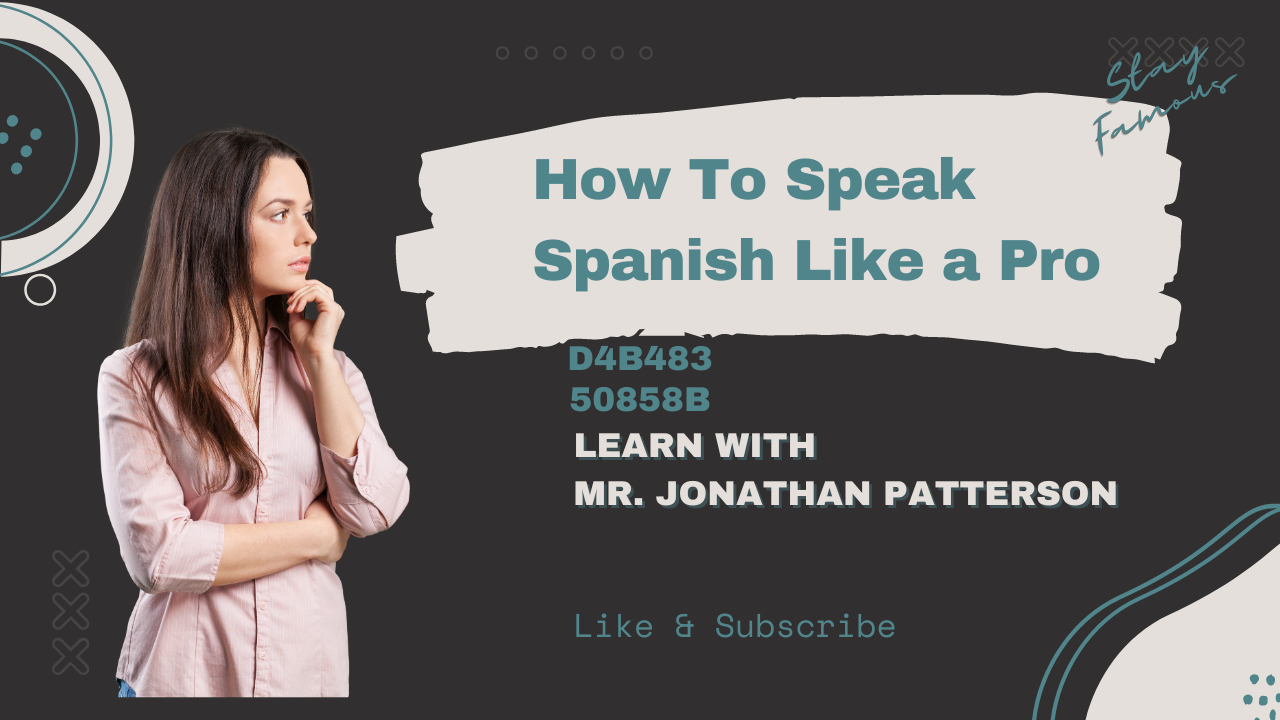 Stay
Famous
How To Speak
Spanish Like a Pro
D4B483
50858B
LEARN WITH
MR. JONATHAN PATTERSON
Like & Subscribe